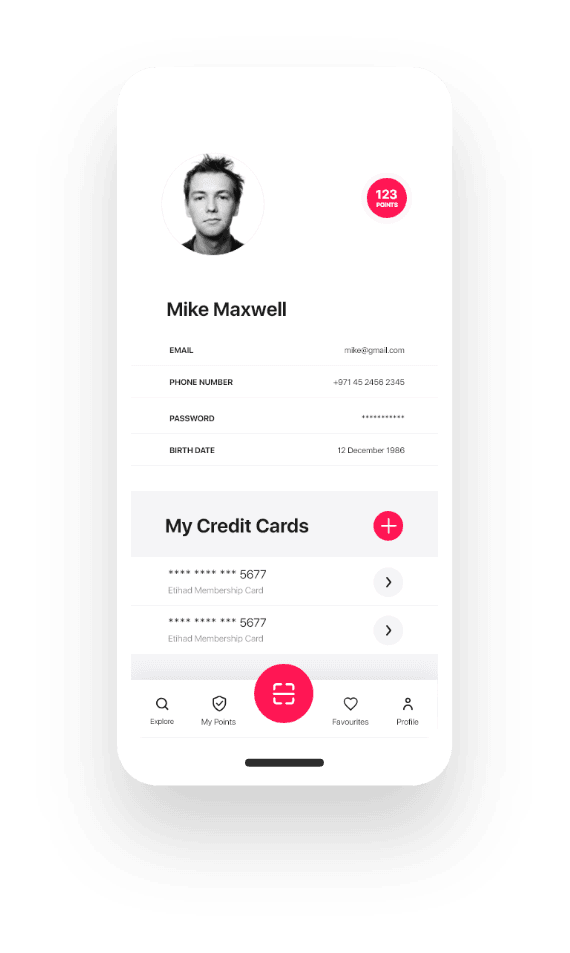 123
POINTS
Mike Maxwell
EMAIL mike@gmail.com
PHONE NUMBER +971 45 2456 2345
PASSWORD ***********
BIRTH DATE 12 December 1986
My Credit Cards
**** **** *** 5677
Etihad Membership Card
**** **** *** 5677
Etihad Membership Card
Explore My Points Favourites Profile